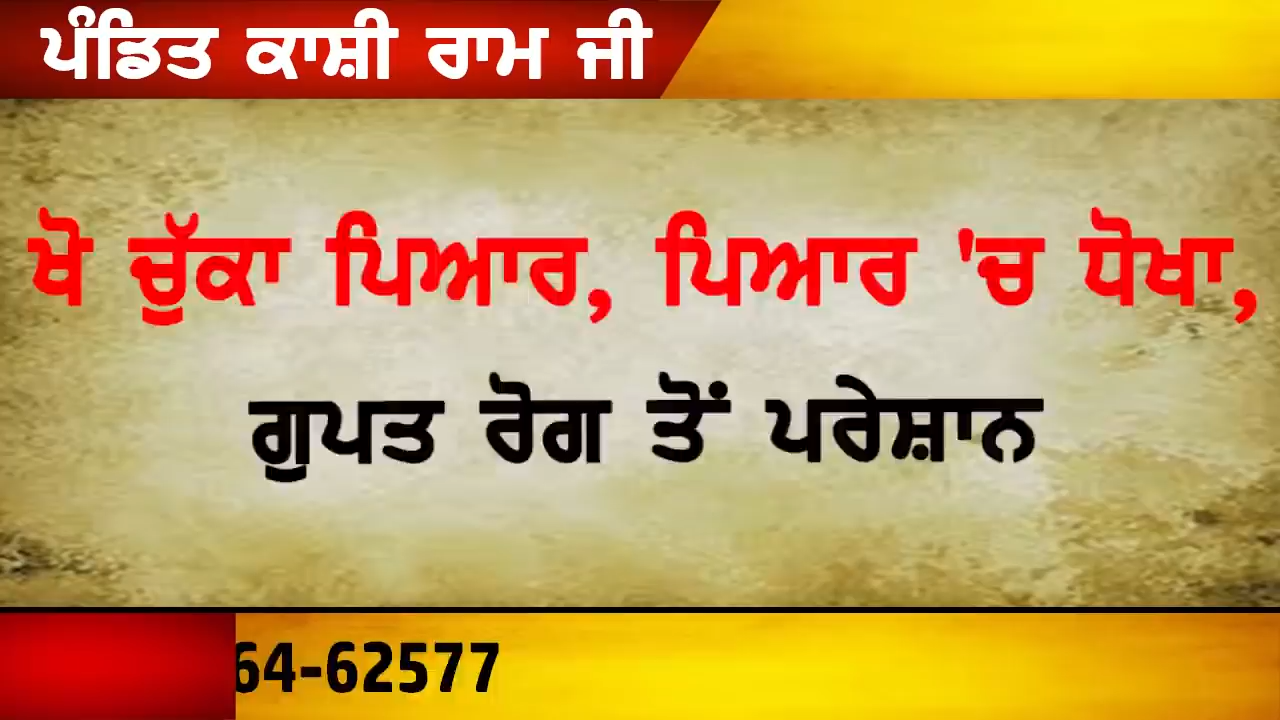 ਪੰਡਿਤ ਕਾਸ਼ੀ ਰਾਮ ਜੀ
ਖੋ ਚੁੱਕਾ ਪਿਆਰ, ਪਿਆਰ 'ਚ ਧੋਖਾ,
ਗੁਪਤ ਰੋਗ ਤੋਂ ਪਰੇਸ਼ਾਨ
64-62577